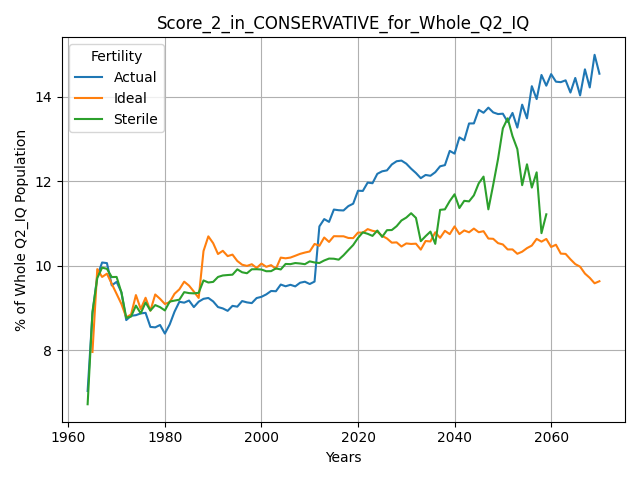 Score_2_in_CONSERVATIVE_for_Whole_Q2_IQ
Fertility
Actual
Ideal
Sterile
% of Whole Q2_IQ Population
14
12
10
8
1960
1980
2000
2020
2040
2060
Years